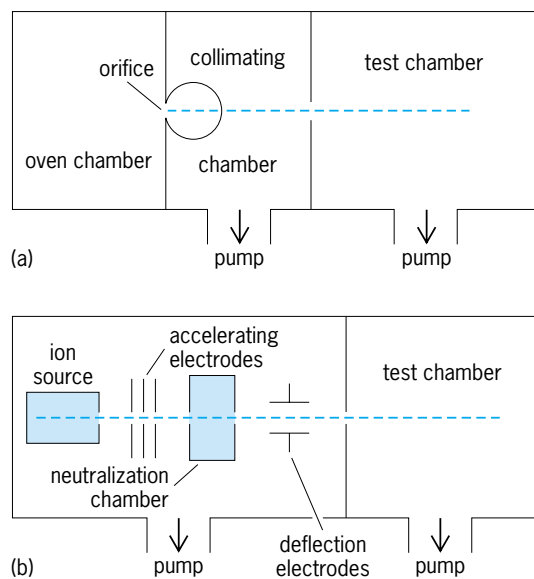 collimating
test chamber
orifice
oven chamber
chamber
pump
pump
(a)
accelerating
electrodes
ion
source
test chamber
neutralization
chamber
deflection
electrodes
pump
pump
(b)